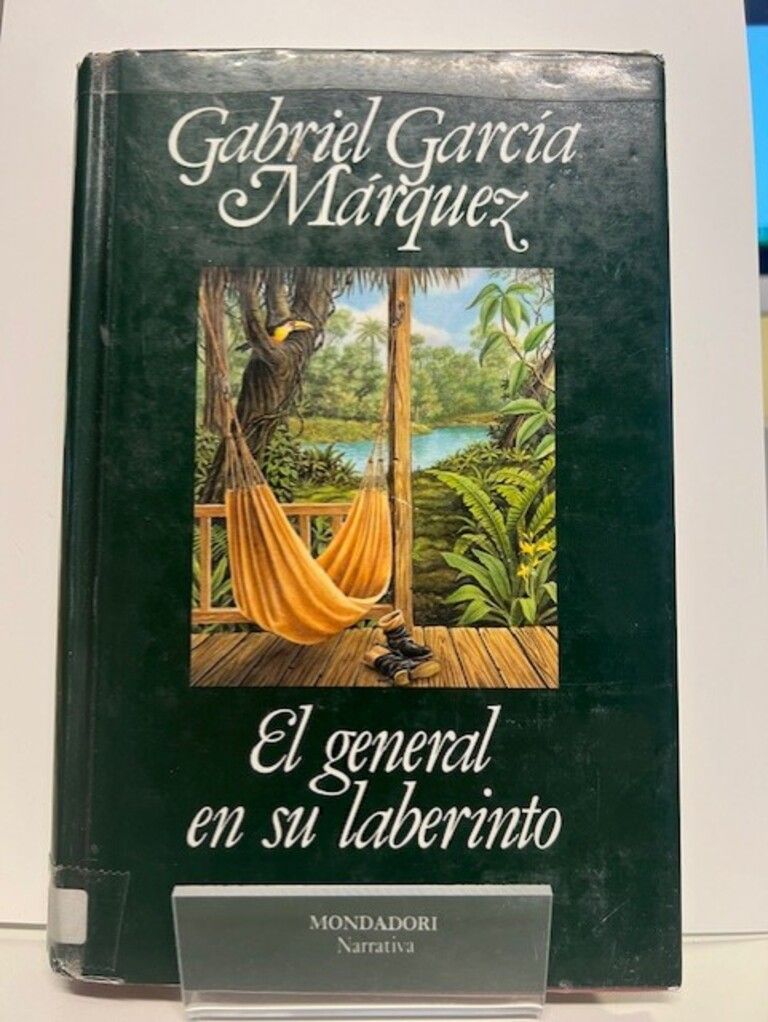 Gabriel García
Márquez
El general
en su laberinto
MONDADORI
Narrativa